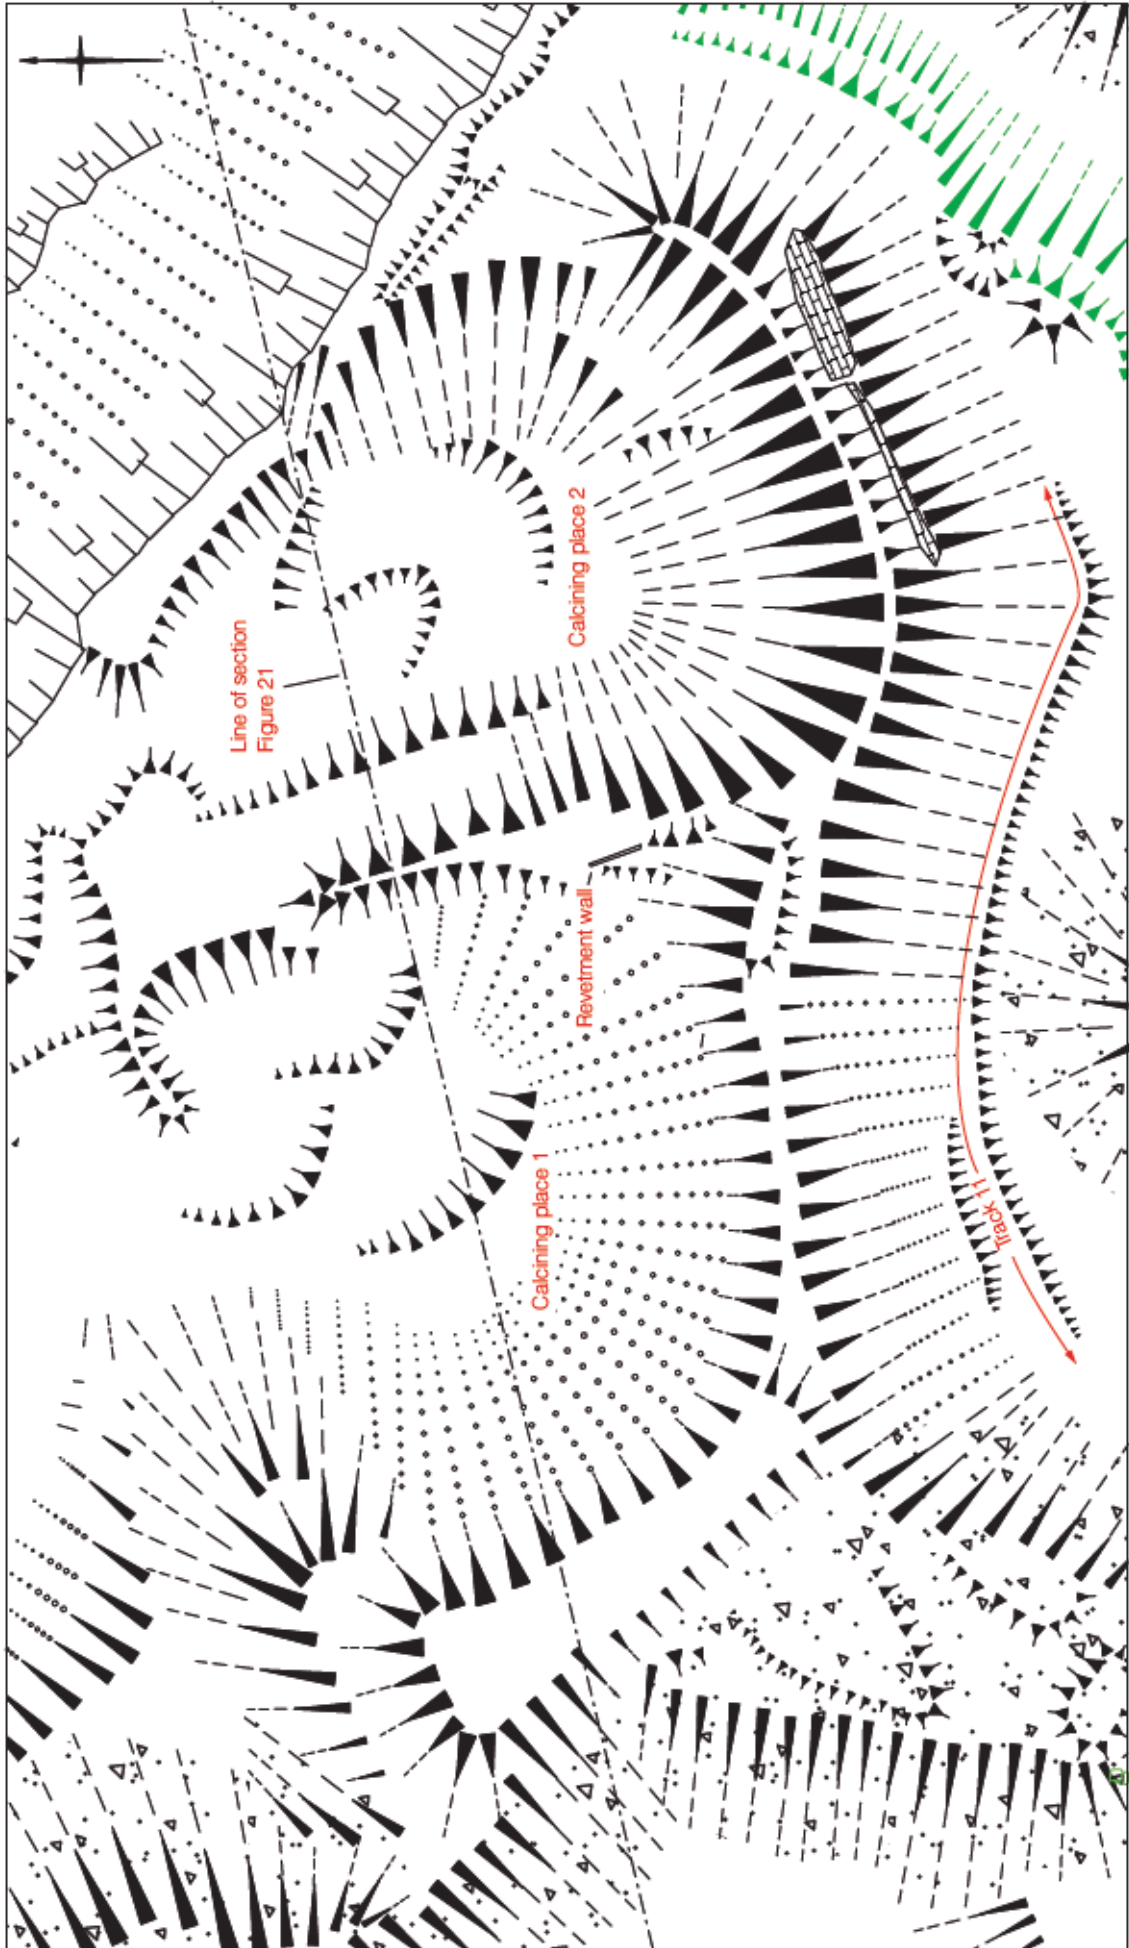 Line of section
Figure 21
Calcining place 2
Revetment wall
Calcining place 1
Track 11